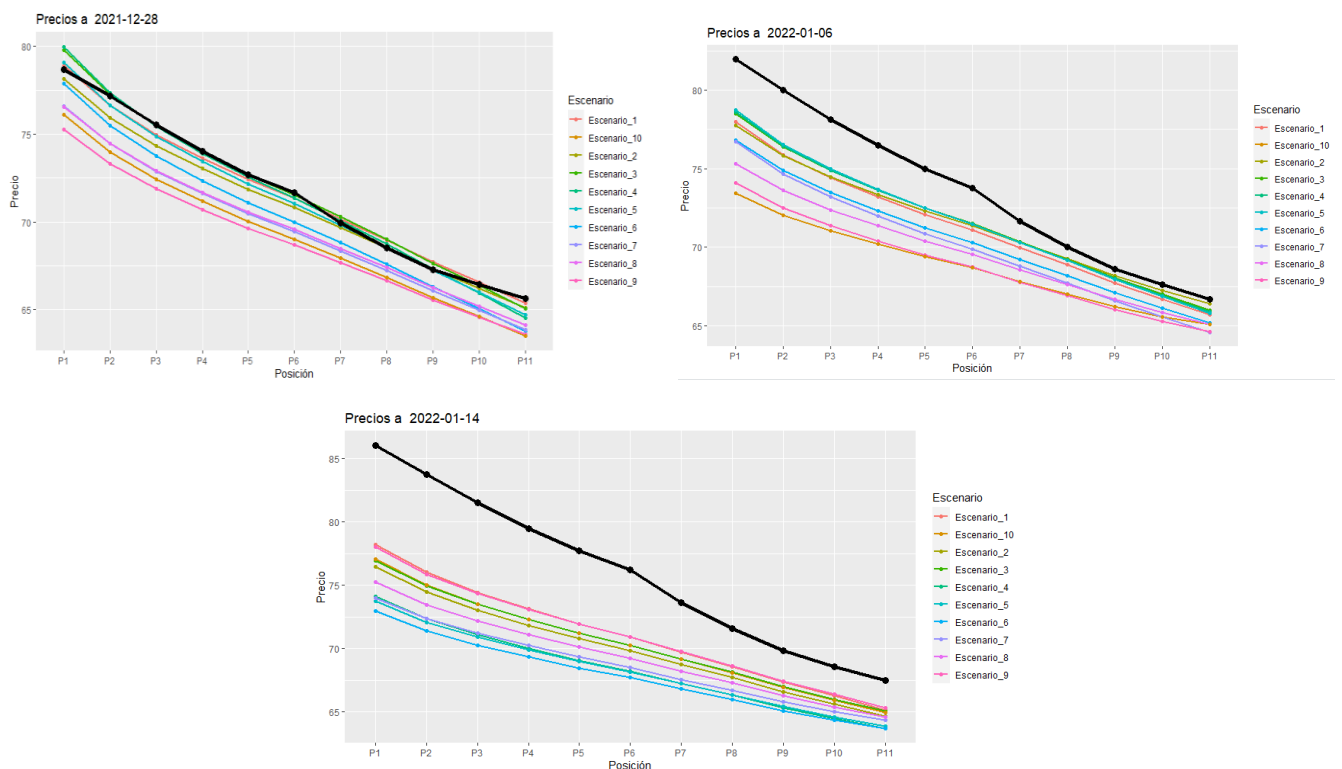 Precios a 2021-12-28
80
75
70
65
Precio
P1 P2 P3 P4 P5 P6 P7 P8 P9 P10 P11
Posición
Escenario
Escenario_1
Escenario_10
Escenario_2
Escenario_3
Escenario_4
Escenario_5
Escenario_6
Escenario_7
Escenario_8
Escenario_9
Precios a 2022-01-06
80
75
70
65
Precio
P1 P2 P3 P4 P5 P6 P7 P8 P9 P10 P11
Posición
Escenario
Escenario_1
Escenario_10
Escenario_2
Escenario_3
Escenario_4
Escenario_5
Escenario_6
Escenario_7
Escenario_8
Escenario_9
Precios a 2022-01-14
85
80
75
70
65
Precio
P1 P2 P3 P4 P5 P6 P7 P8 P9 P10 P11
Posición
Escenario
Escenario_1
Escenario_10
Escenario_2
Escenario_3
Escenario_4
Escenario_5
Escenario_6
Escenario_7
Escenario_8
Escenario_9